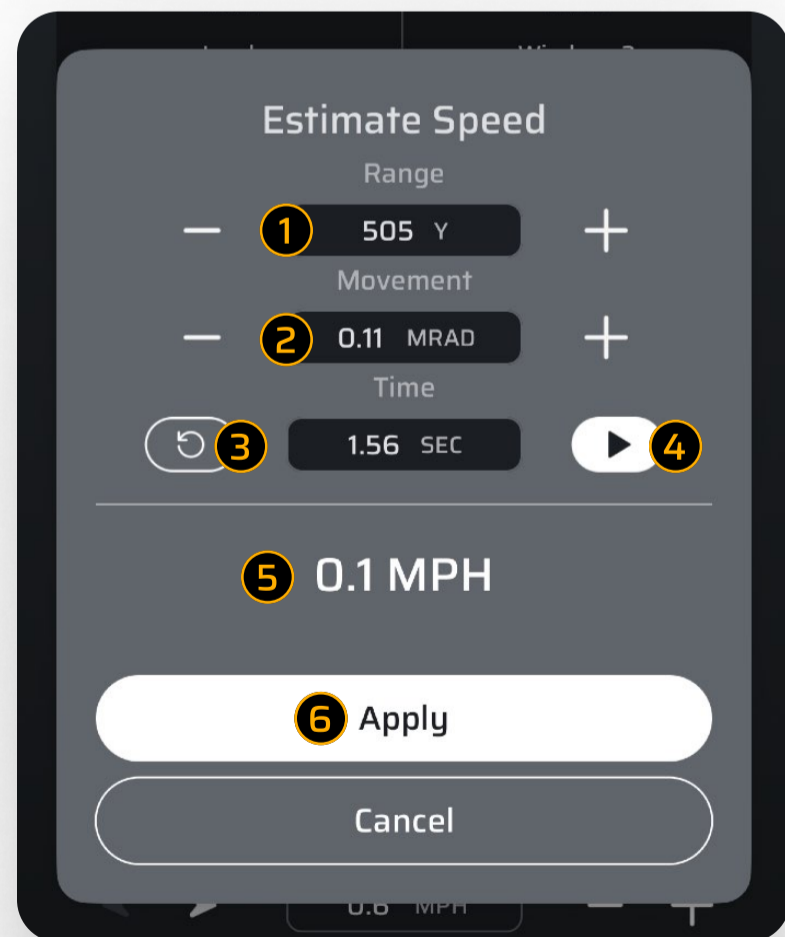 Estimate Speed
Range
1 505 Y
Movement
2 0.11 MRAD
Time
3 1.56 SEC 4
5 0.1 MPH
6 Apply
Cancel
0.6 MPH